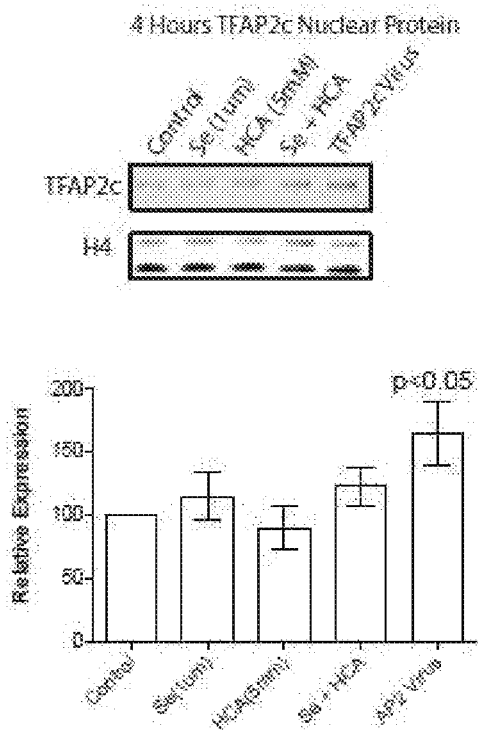 4 Hours TFAP2c Nuclear Protein
Control
Se (1um)
HCA (5mM)
Se + HCA
TFAP2c Virus
TFAP2c
H4
p<0.05
Relative Expression
200
150
100
50
0
Control
Se(1um)
HCA(5mm)
Se + HCA
AP2 Virus